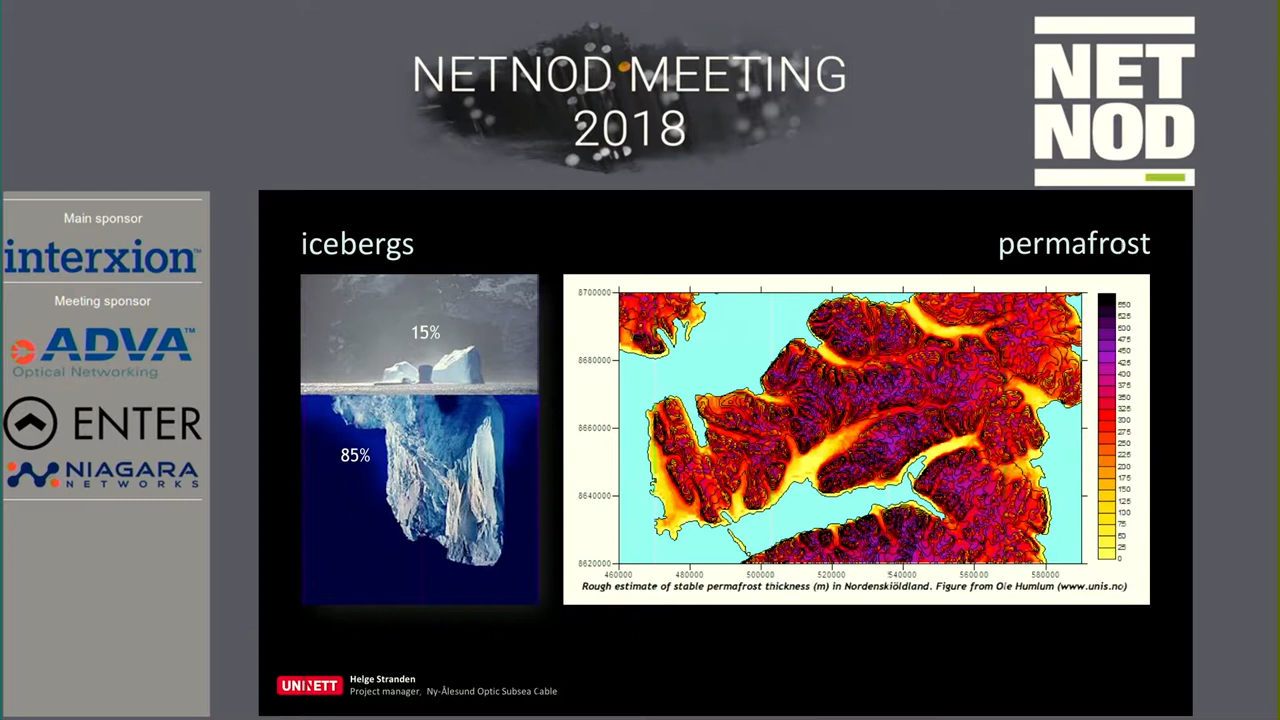 NETNOD MEETING
2018
NET
NOD
Main sponsor
interxion™
Meeting sponsor
ADVA™
Optical Networking
ENTER
NIAGARA
NETWORKS
icebergs
permafrost
15%
85%
8700000
8680000
8660000
8640000
8620000
460000
480000
500000
520000
540000
560000
580000
550
525
500
475
450
425
400
375
350
325
300
275
250
225
200
175
150
125
100
75
50
25
0
Rough estimate of stable permafrost thickness (m) in Nordenskiöldland. Figure from Ole Humlum (www.unis.no)
UNINETT
Helge Stranden
Project manager, Ny-Ålesund Optic Subsea Cable